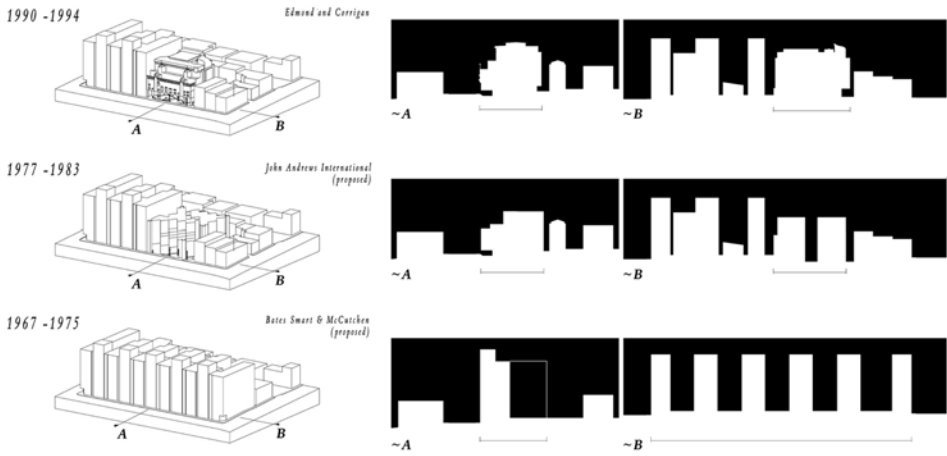 1990 -1994
Edmond and Corrigan
A
B
~A
~B
1977 -1983
John Andrews International
(proposed)
A
B
~A
~B
1967 -1975
Bates Smart & McCutchen
(proposed)
A
B
~A
~B